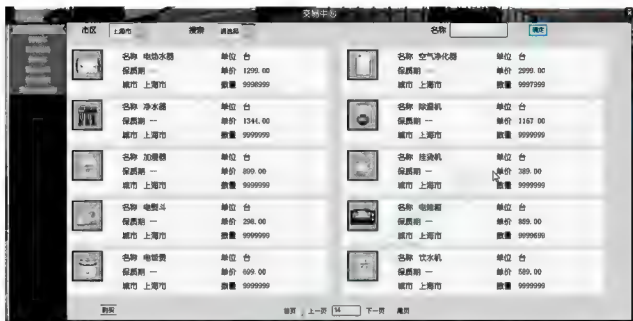 交易中心
市区 上海市 搜索 请选择 名称 确定
名称 电热水器 单位 台
保质期 —— 单价 1299.00
城市 上海市 数量 9998999
名称 空气净化器 单位 台
保质期 —— 单价 2999.00
城市 上海市 数量 9997999
名称 净水器 单位 台
保质期 —— 单价 1344.00
城市 上海市 数量 9999999
名称 除湿机 单位 台
保质期 —— 单价 1167.00
城市 上海市 数量 9999999
名称 加湿器 单位 台
保质期 —— 单价 899.00
城市 上海市 数量 9999999
名称 挂烫机 单位 台
保质期 —— 单价 389.00
城市 上海市 数量 9999999
名称 电熨斗 单位 台
保质期 —— 单价 298.00
城市 上海市 数量 9999999
名称 电烤箱 单位 台
保质期 —— 单价 859.00
城市 上海市 数量 9999699
名称 电饭煲 单位 台
保质期 —— 单价 699.00
城市 上海市 数量 9999999
名称 饮水机 单位 台
保质期 —— 单价 589.00
城市 上海市 数量 9999999
购买 首页 上一页 14 下一页 尾页